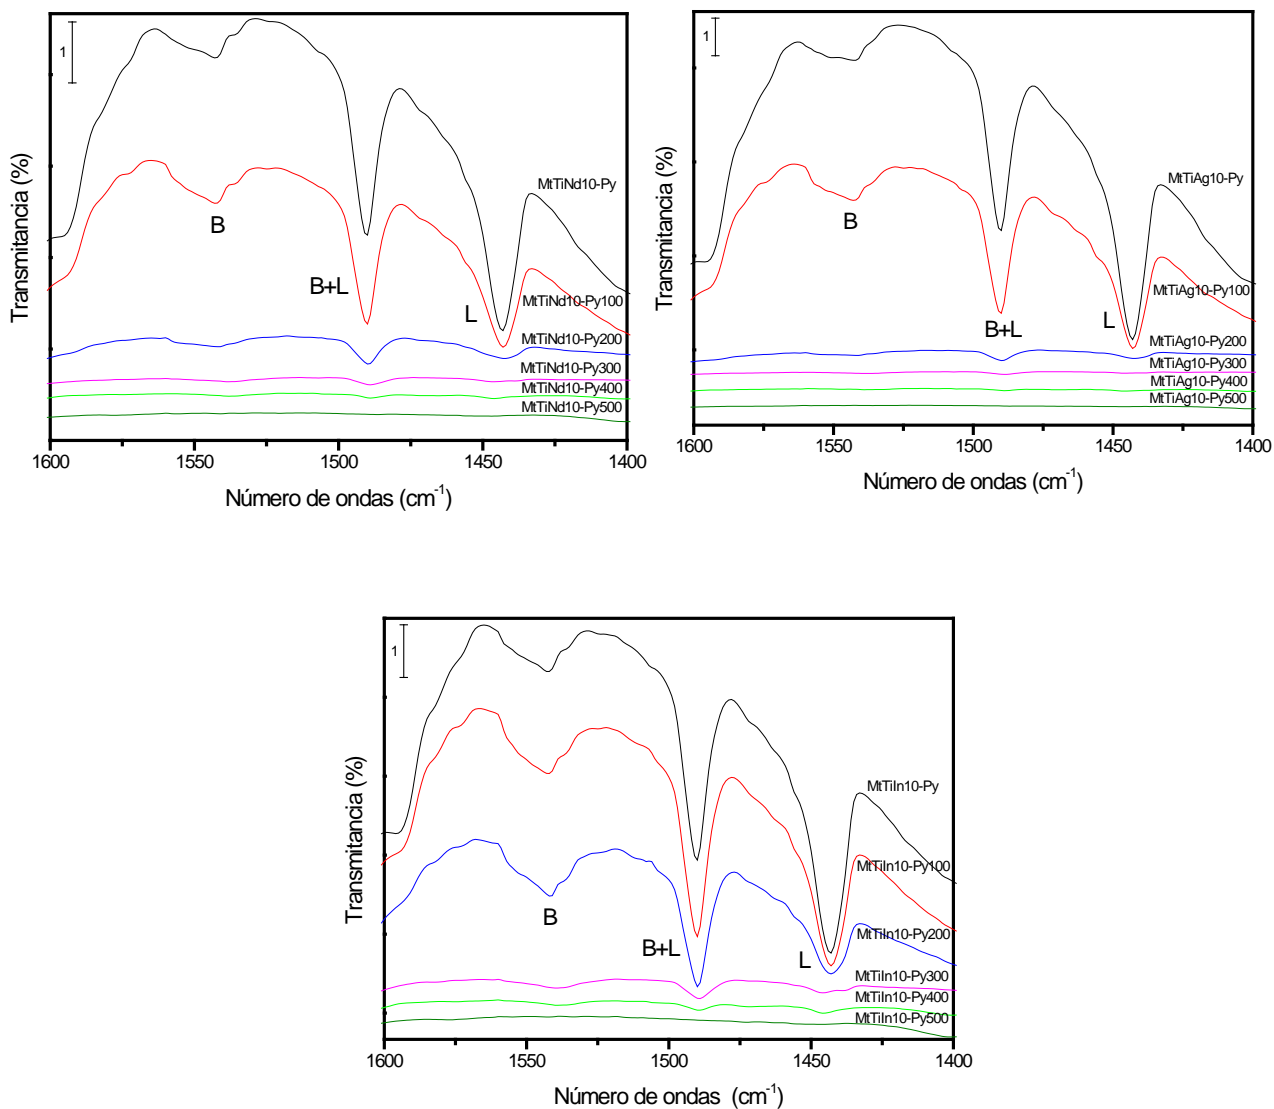 1
Transmitancia (%)
MtTiNd10-Py
B
B+L
L
MtTiNd10-Py100
MtTiNd10-Py200
MtTiNd10-Py300
MtTiNd10-Py400
MtTiNd10-Py500
1600 1550 1500 1450 1400
Número de ondas (cm-1)
1
Transmitancia (%)
MtTiAg10-Py
B
B+L
L
MtTiAg10-Py100
MtTiAg10-Py200
MtTiAg10-Py300
MtTiAg10-Py400
MtTiAg10-Py500
1600 1550 1500 1450 1400
Número de ondas (cm-1)
1
Transmitancia (%)
MtTiIn10-Py
MtTiIn10-Py100
B
B+L
L
MtTiIn10-Py200
MtTiIn10-Py300
MtTiIn10-Py400
MtTiIn10-Py500
1600 1550 1500 1450 1400
Número de ondas (cm-1)